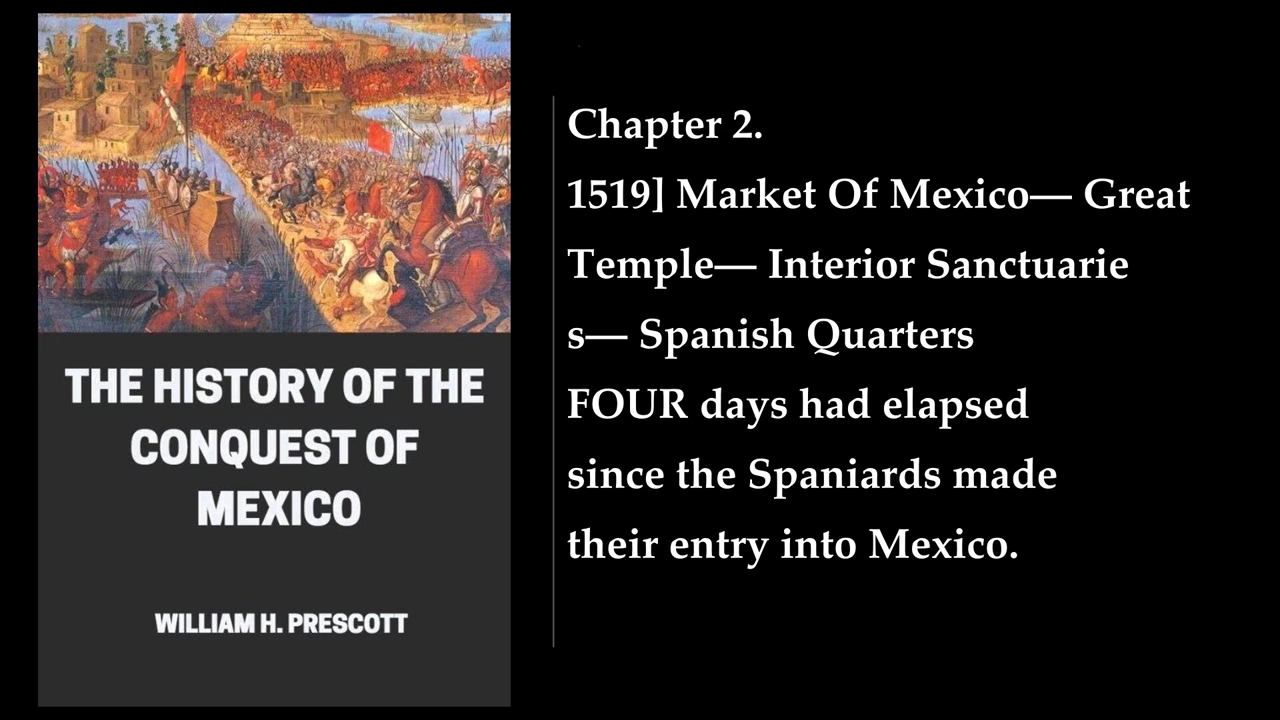 THE HISTORY OF THE
CONQUEST OF
MEXICO
WILLIAM H. PRESCOTT
Chapter 2.
1519] Market Of Mexico— Great
Temple— Interior Sanctuarie
s— Spanish Quarters
FOUR days had elapsed
since the Spaniards made
their entry into Mexico.